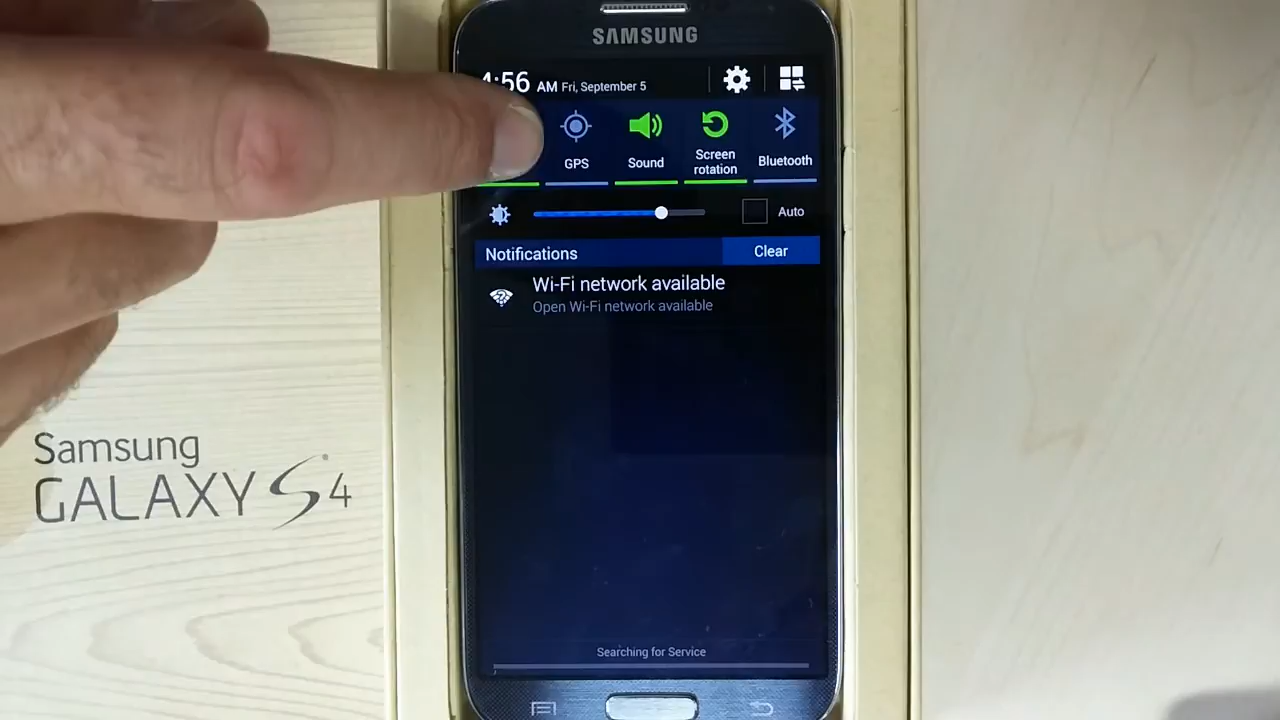 SAMSUNG
4:56 AM Fri, September 5
GPS
Sound
Screen
rotation
Bluetooth
Auto
Notifications
Clear
Wi-Fi network available
Open Wi-Fi network available
Searching for Service
Samsung
GALAXY S4